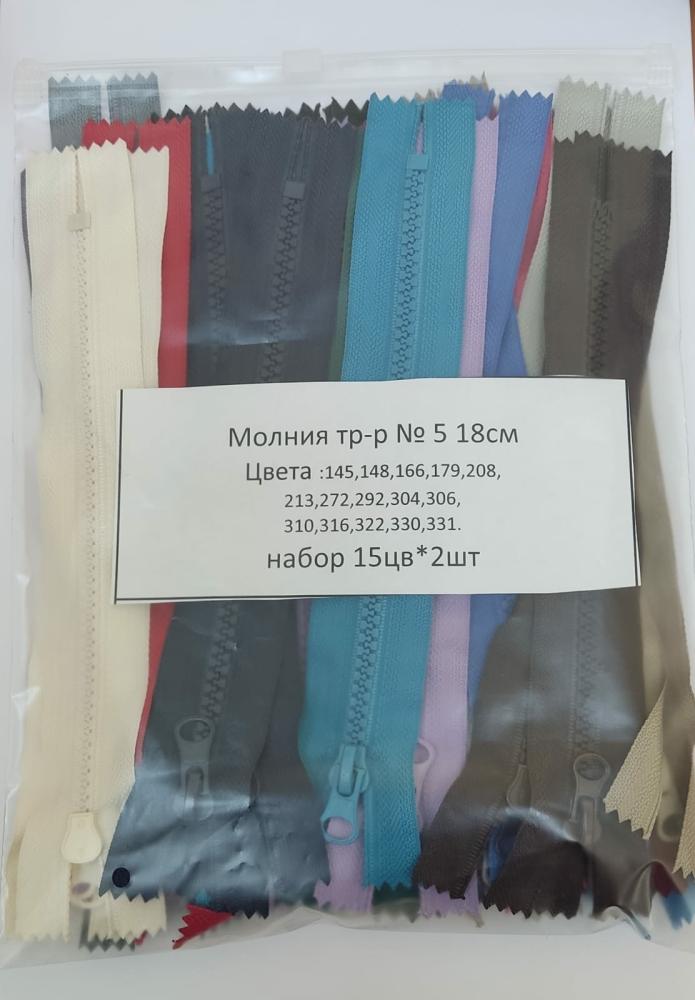 Молния тр-р № 5 18см
Цвета :145,148,166,179,208,
213,272,292,304,306,
310,316,322,330,331.
набор 15цв*2шт